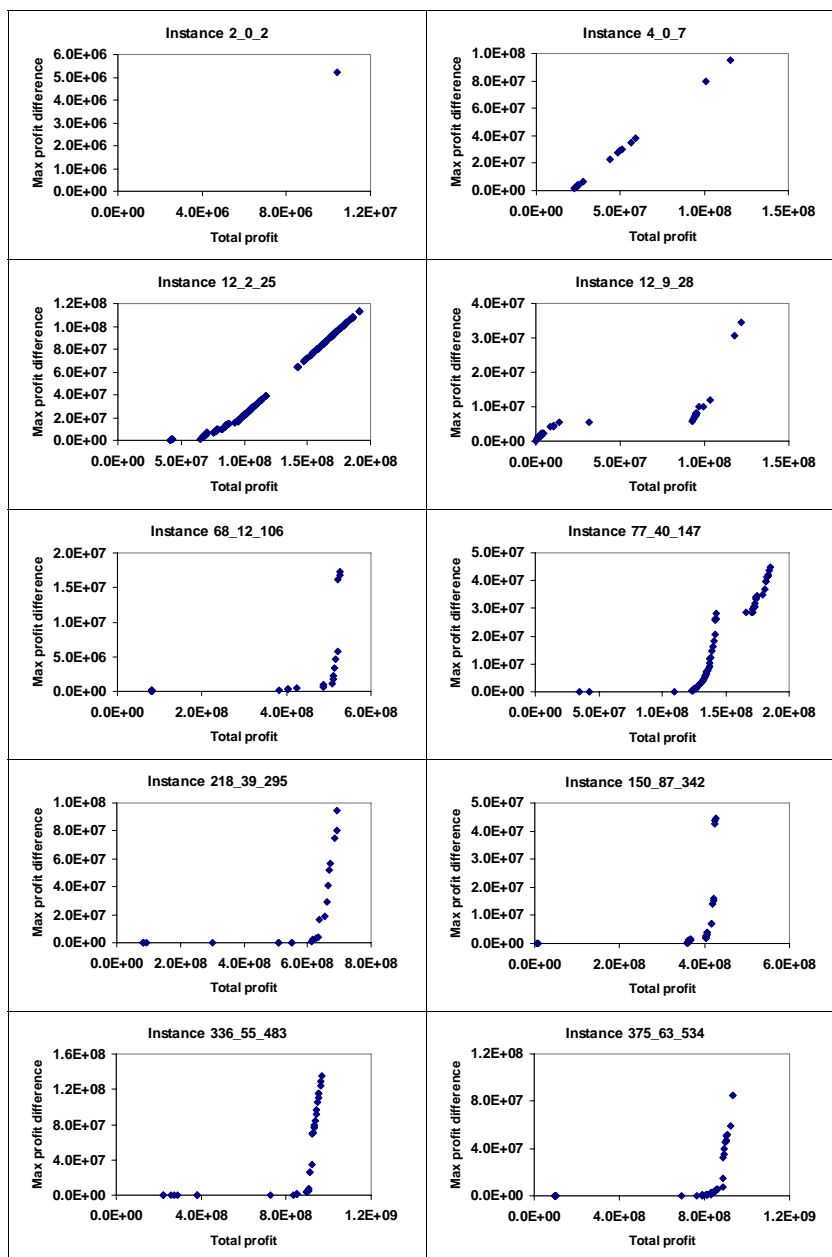 Instance 2_0_2
Max profit difference
6.0E+06
5.0E+06
4.0E+06
3.0E+06
2.0E+06
1.0E+06
0.0E+00
0.0E+00 4.0E+06 8.0E+06 1.2E+07
Total profit
Instance 4_0_7
Max profit difference
1.0E+08
8.0E+07
6.0E+07
4.0E+07
2.0E+07
0.0E+00
0.0E+00 5.0E+07 1.0E+08 1.5E+08
Total profit
Instance 12_2_25
Max profit difference
1.2E+08
1.0E+08
8.0E+07
6.0E+07
4.0E+07
2.0E+07
0.0E+00
0.0E+00 5.0E+07 1.0E+08 1.5E+08 2.0E+08
Total profit
Instance 12_9_28
Max profit difference
4.0E+07
3.0E+07
2.0E+07
1.0E+07
0.0E+00
0.0E+00 5.0E+07 1.0E+08 1.5E+08
Total profit
Instance 68_12_106
Max profit difference
2.0E+07
1.5E+07
1.0E+07
5.0E+06
0.0E+00
0.0E+00 2.0E+08 4.0E+08 6.0E+08
Total profit
Instance 77_40_147
Max profit difference
5.0E+07
4.0E+07
3.0E+07
2.0E+07
1.0E+07
0.0E+00
0.0E+00 5.0E+07 1.0E+08 1.5E+08 2.0E+08
Total profit
Instance 218_39_295
Max profit difference
1.0E+08
8.0E+07
6.0E+07
4.0E+07
2.0E+07
0.0E+00
0.0E+00 2.0E+08 4.0E+08 6.0E+08 8.0E+08
Total profit
Instance 150_87_342
Max profit difference
5.0E+07
4.0E+07
3.0E+07
2.0E+07
1.0E+07
0.0E+00
0.0E+00 2.0E+08 4.0E+08 6.0E+08
Total profit
Instance 336_55_483
Max profit difference
1.6E+08
1.2E+08
8.0E+07
4.0E+07
0.0E+00
0.0E+00 4.0E+08 8.0E+08 1.2E+09
Total profit
Instance 375_63_534
Max profit difference
1.2E+08
8.0E+07
4.0E+07
0.0E+00
0.0E+00 4.0E+08 8.0E+08 1.2E+09
Total profit